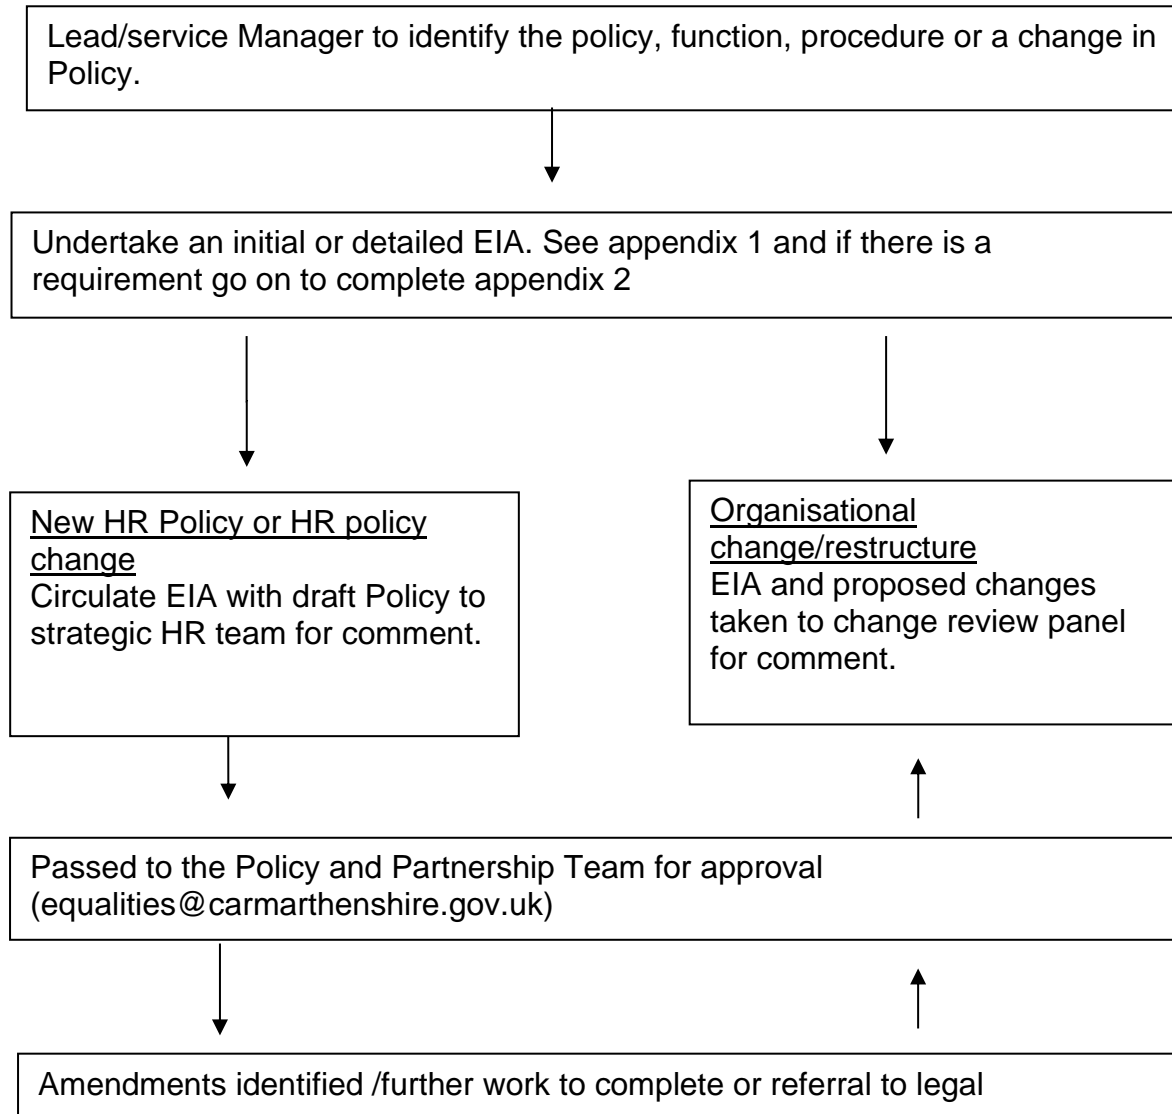 Lead/service Manager to identify the policy, function, procedure or a change in
Policy.
Undertake an initial or detailed EIA. See appendix 1 and if there is a
requirement go on to complete appendix 2
New HR Policy or HR policy
change
Circulate EIA with draft Policy to
strategic HR team for comment.
Organisational
change/restructure
EIA and proposed changes
taken to change review panel
for comment.
Passed to the Policy and Partnership Team for approval
(equalities@carmarthenshire.gov.uk)
Amendments identified /further work to complete or referral to legal